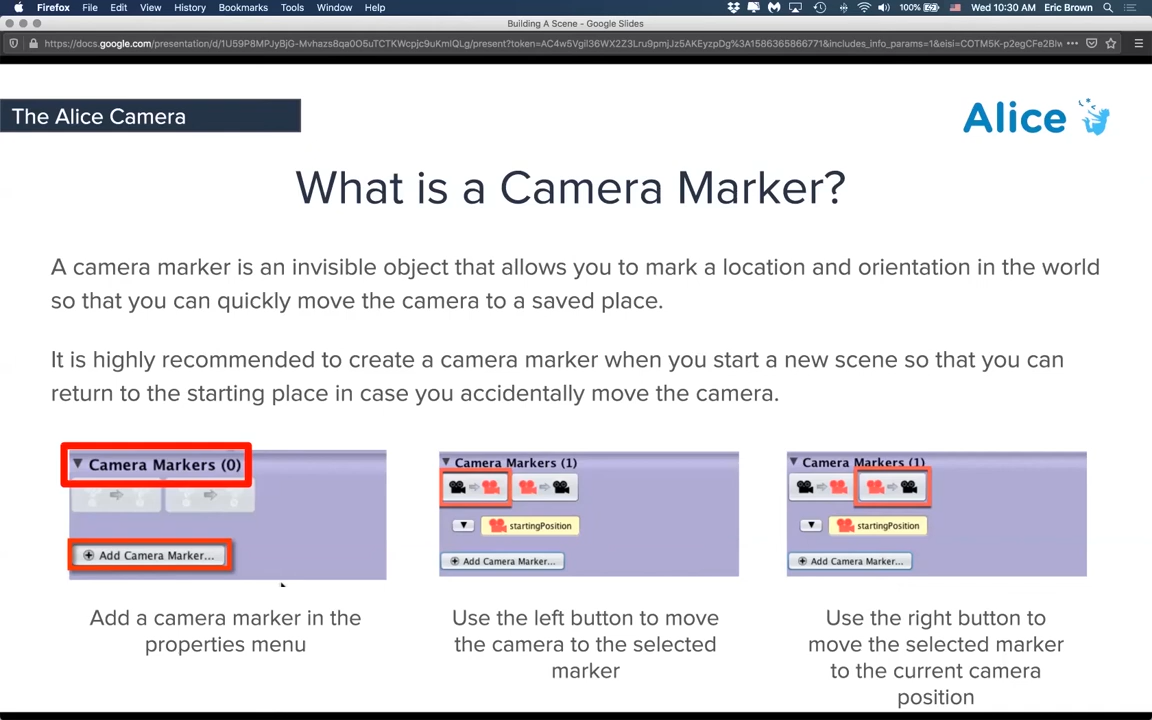 Firefox File Edit View History Bookmarks Tools Window Help 100% Wed 10:30 AM Eric Brown
Building A Scene - Google Slides
The Alice Camera
Alice
What is a Camera Marker?
A camera marker is an invisible object that allows you to mark a location and orientation in the world
so that you can quickly move the camera to a saved place.
It is highly recommended to create a camera marker when you start a new scene so that you can
return to the starting place in case you accidentally move the camera.
Camera Markers (0)
Add Camera Marker...
Add a camera marker in the
properties menu
Camera Markers (1)
startingPosition
Add Camera Marker...
Use the left button to move
the camera to the selected
marker
Camera Markers (1)
startingPosition
Add Camera Marker...
Use the right button to
move the selected marker
to the current camera
position